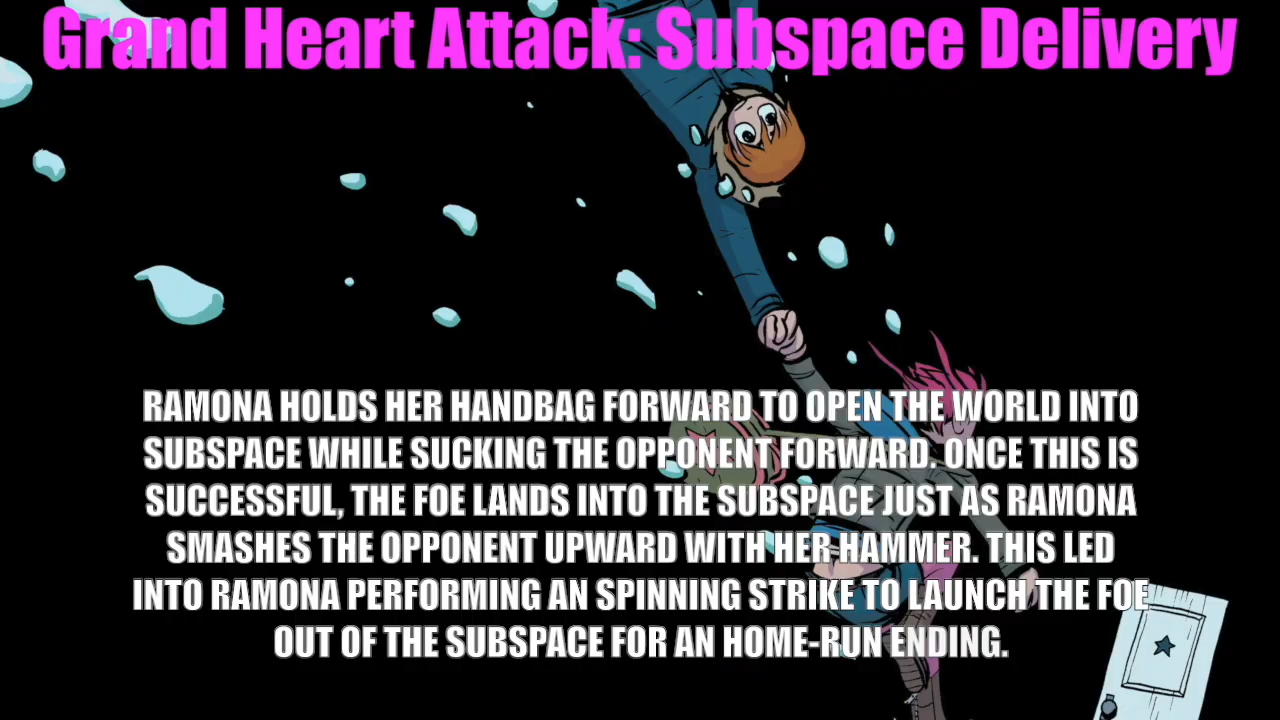 Grand Heart Attack: Subspace Delivery
RAMONA HOLDS HER HANDBAG FORWARD TO OPEN THE WORLD INTO
SUBSPACE WHILE SUCKING THE OPPONENT FORWARD. ONCE THIS IS
SUCCESSFUL, THE FOE LANDS INTO THE SUBSPACE JUST AS RAMONA
SMASHES THE OPPONENT UPWARD WITH HER HAMMER. THIS LED
INTO RAMONA PERFORMING AN SPINNING STRIKE TO LAUNCH THE FOE
OUT OF THE SUBSPACE FOR AN HOME-RUN ENDING.